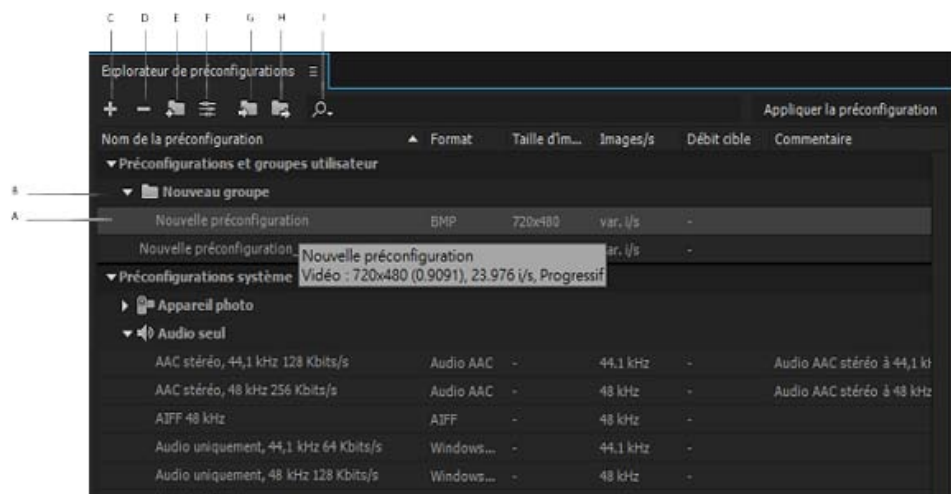 C D E F G H I
Explorateur de préconfigurations
Appliquer la préconfiguration
Nom de la préconfiguration Format Taille d'im... Images/s Débit cible Commentaire
Préconfigurations et groupes utilisateur
B Nouveau groupe
A Nouvelle préconfiguration BMP 720x480 var. i/s -
Nouvelle préconfiguration_ var. i/s -
Nouvelle préconfiguration
Vidéo : 720x480 (0.9091), 23.976 i/s, Progressif
Préconfigurations système
Appareil photo
Audio seul
AAC stéréo, 44,1 kHz 128 Kbits/s Audio AAC - 44.1 kHz - Audio AAC stéréo à 44,1 kH
AAC stéréo, 48 kHz 256 Kbits/s Audio AAC - 48 kHz - Audio AAC stéréo à 48 kHz
AIFF 48 kHz AIFF - 48 kHz -
Audio uniquement, 44,1 kHz 64 Kbits/s Windows... - 44.1 kHz -
Audio uniquement, 48 kHz 128 Kbits/s Windows... - 48 kHz -